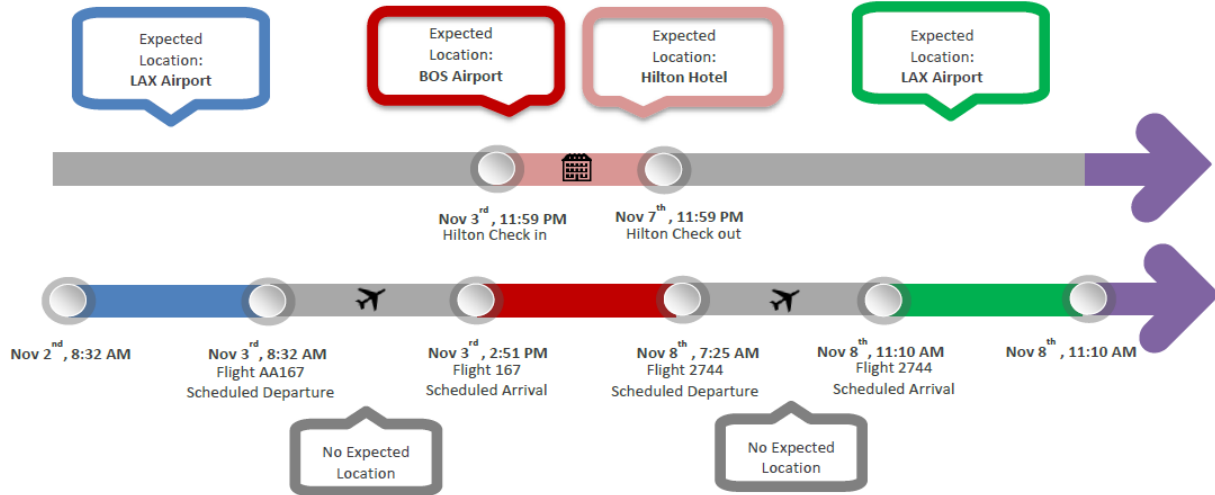 Expected
Location:
LAX Airport
Expected
Location:
BOS Airport
Expected
Location:
Hilton Hotel
Expected
Location:
LAX Airport
Nov 3rd, 11:59 PM
Hilton Check in
Nov 7th, 11:59 PM
Hilton Check out
Nov 2nd, 8:32 AM
Nov 3rd, 8:32 AM
Flight AA167
Scheduled Departure
Nov 3rd, 2:51 PM
Flight 167
Scheduled Arrival
Nov 8th, 7:25 AM
Flight 2744
Scheduled Departure
Nov 8th, 11:10 AM
Flight 2744
Scheduled Arrival
Nov 8th, 11:10 AM
No Expected
Location
No Expected
Location